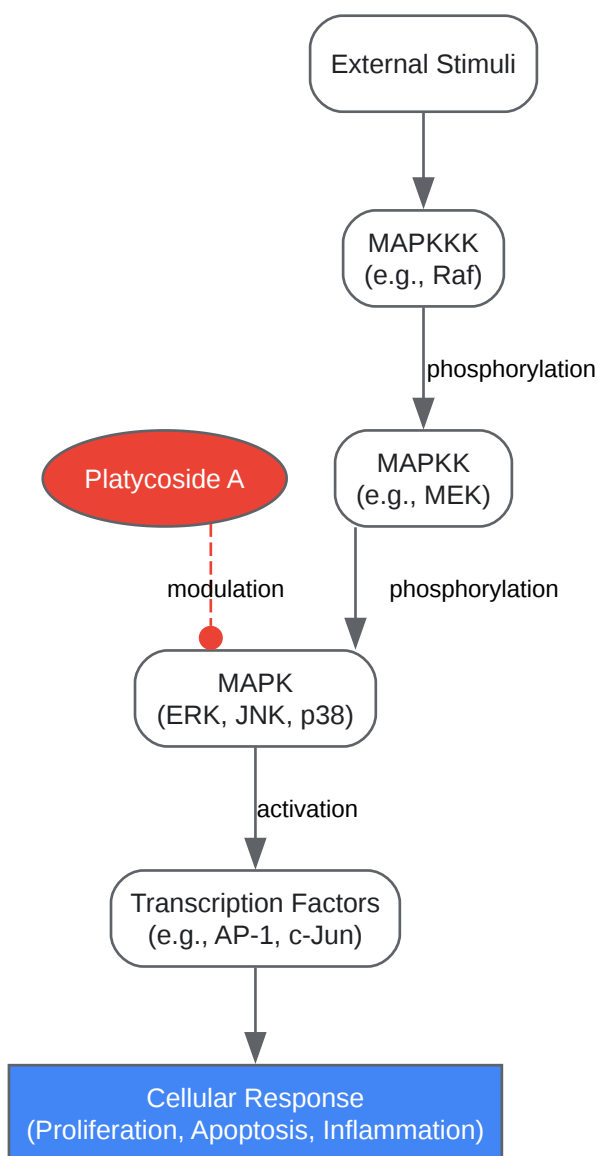 External Stimuli
MAPKKK
(e.g., Raf)
phosphorylation
Platycoside A
MAPKK
(e.g., MEK)
modulation
phosphorylation
MAPK
(ERK, JNK, p38)
activation
Transcription Factors
(e.g., AP-1, c-Jun)
Cellular Response
(Proliferation, Apoptosis, Inflammation)